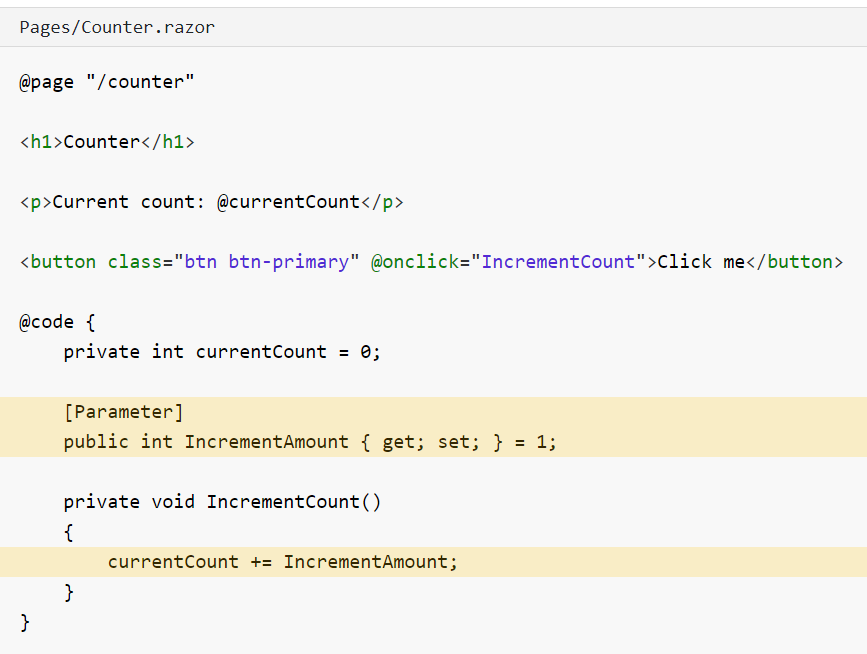 Pages/Counter.razor
@page "/counter"
<h1>Counter</h1>
<p>Current count: @currentCount</p>
<button class="btn btn-primary" @onclick="IncrementCount">Click me</button>
@code {
    private int currentCount = 0;
    [Parameter]
    public int IncrementAmount { get; set; } = 1;
    private void IncrementCount()
    {
        currentCount += IncrementAmount;
    }
}